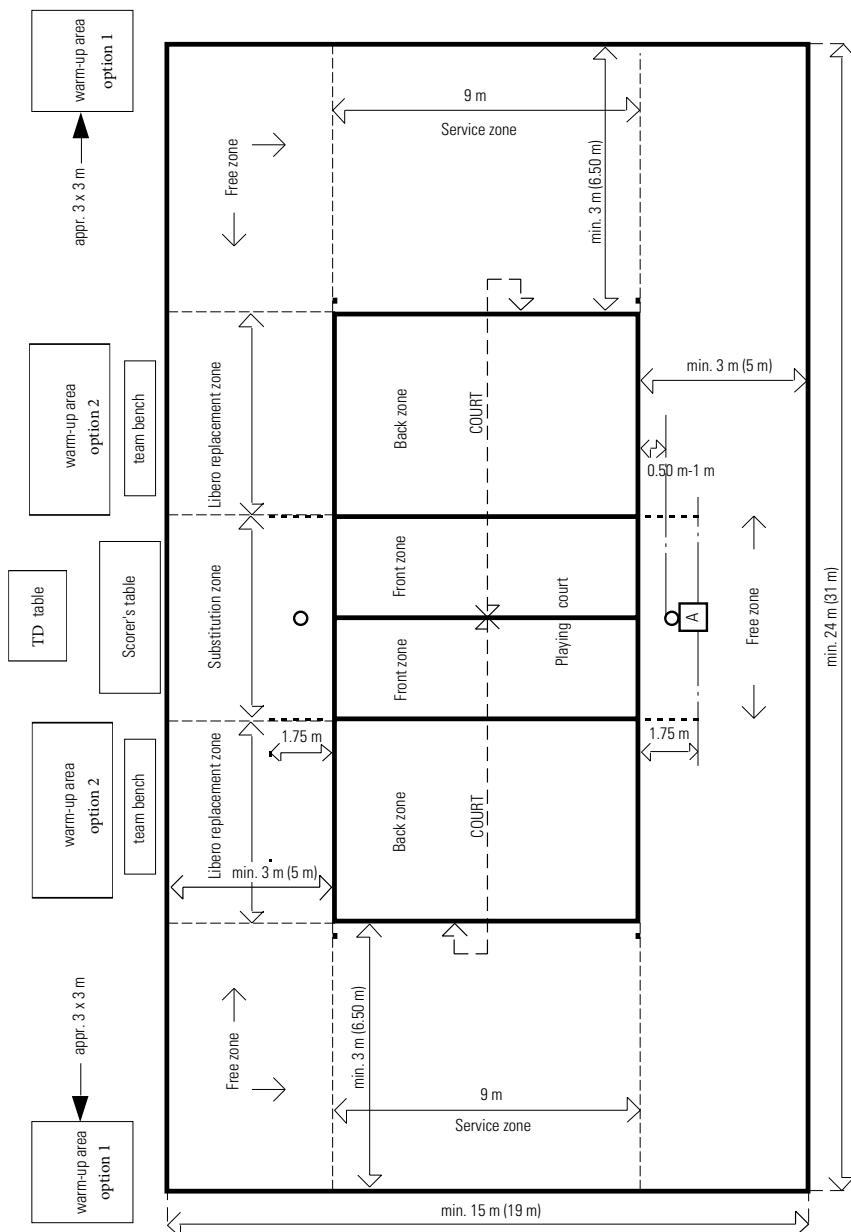 warm-up area
option 1
appr. 3 x 3 m
9 m
Service zone
Free zone
min. 3 m (6.50 m)
warm-up area
option 2
team bench
Libero replacement zone
Back zone
COURT
min. 3 m (5 m)
0.50 m-1 m
TD table
Scorer's table
Substitution zone
Front zone
Front zone
Playing court
A
Free zone
min. 24 m (31 m)
1.75 m
1.75 m
warm-up area
option 2
team bench
Libero replacement zone
Back zone
COURT
min. 3 m (5 m)
appr. 3 x 3 m
Free zone
min. 3 m (6.50 m)
9 m
Service zone
warm-up area
option 1
min. 15 m (19 m)